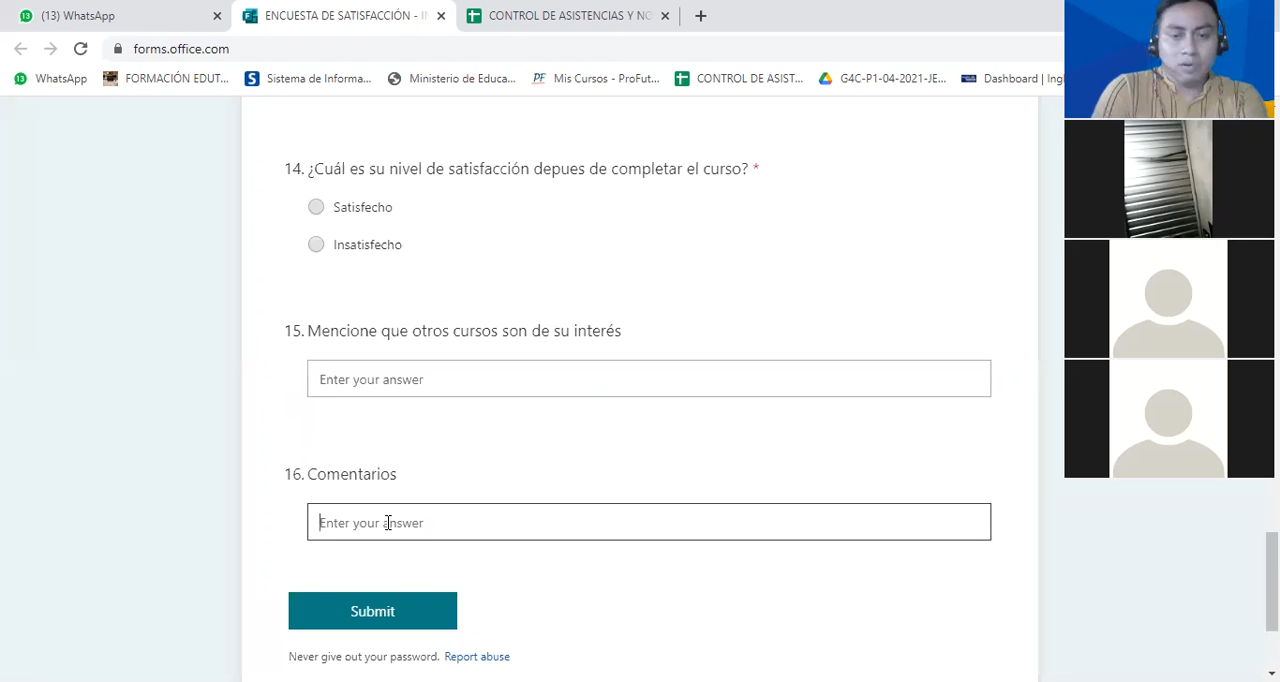 (13) WhatsApp
ENCUESTA DE SATISFACCIÓN - I
CONTROL DE ASISTENCIAS Y NO
forms.office.com
WhatsApp
FORMACIÓN EDUT...
Sistema de Informa...
Ministerio de Educa...
Mis Cursos - ProFut...
CONTROL DE ASIST...
G4C-P1-04-2021-JE...
Dashboard | Ingl
14. ¿Cuál es su nivel de satisfacción depues de completar el curso? *
Satisfecho
Insatisfecho
15. Mencione que otros cursos son de su interés
Enter your answer
16. Comentarios
Enter your answer
Submit
Never give out your password. Report abuse